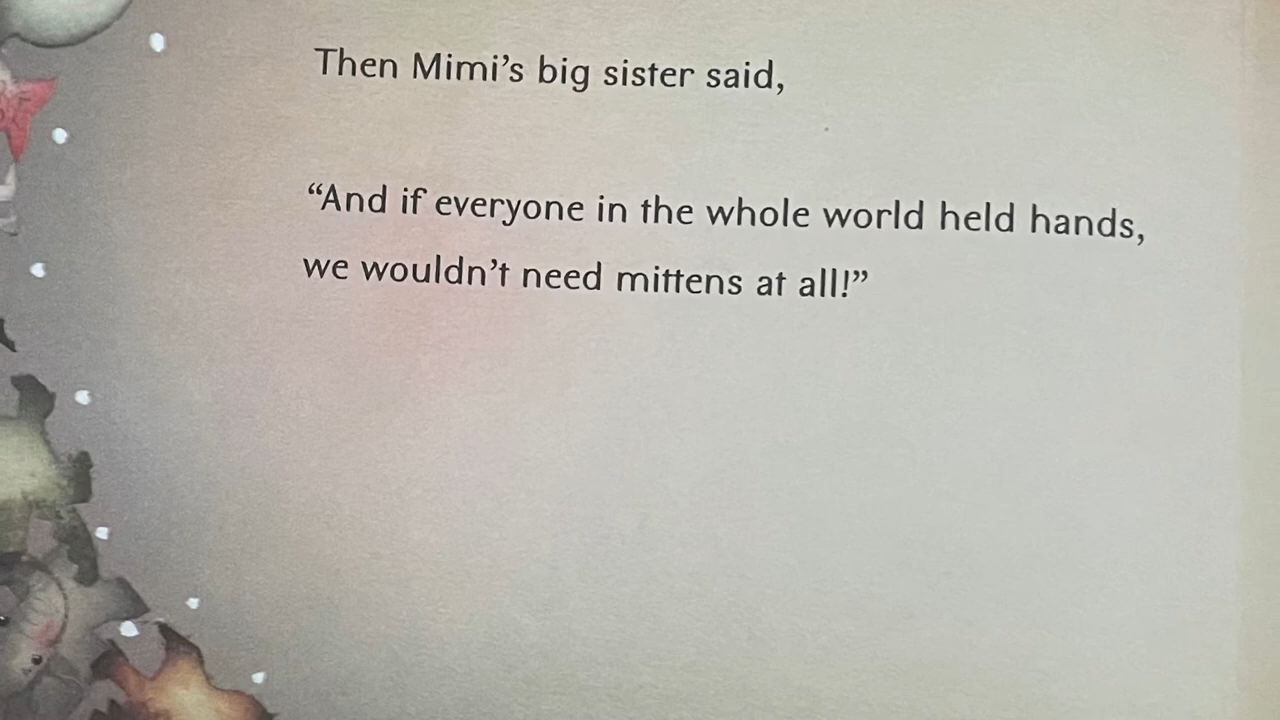 Then Mimi’s big sister said,
“And if everyone in the whole world held hands,
we wouldn’t need mittens at all!”